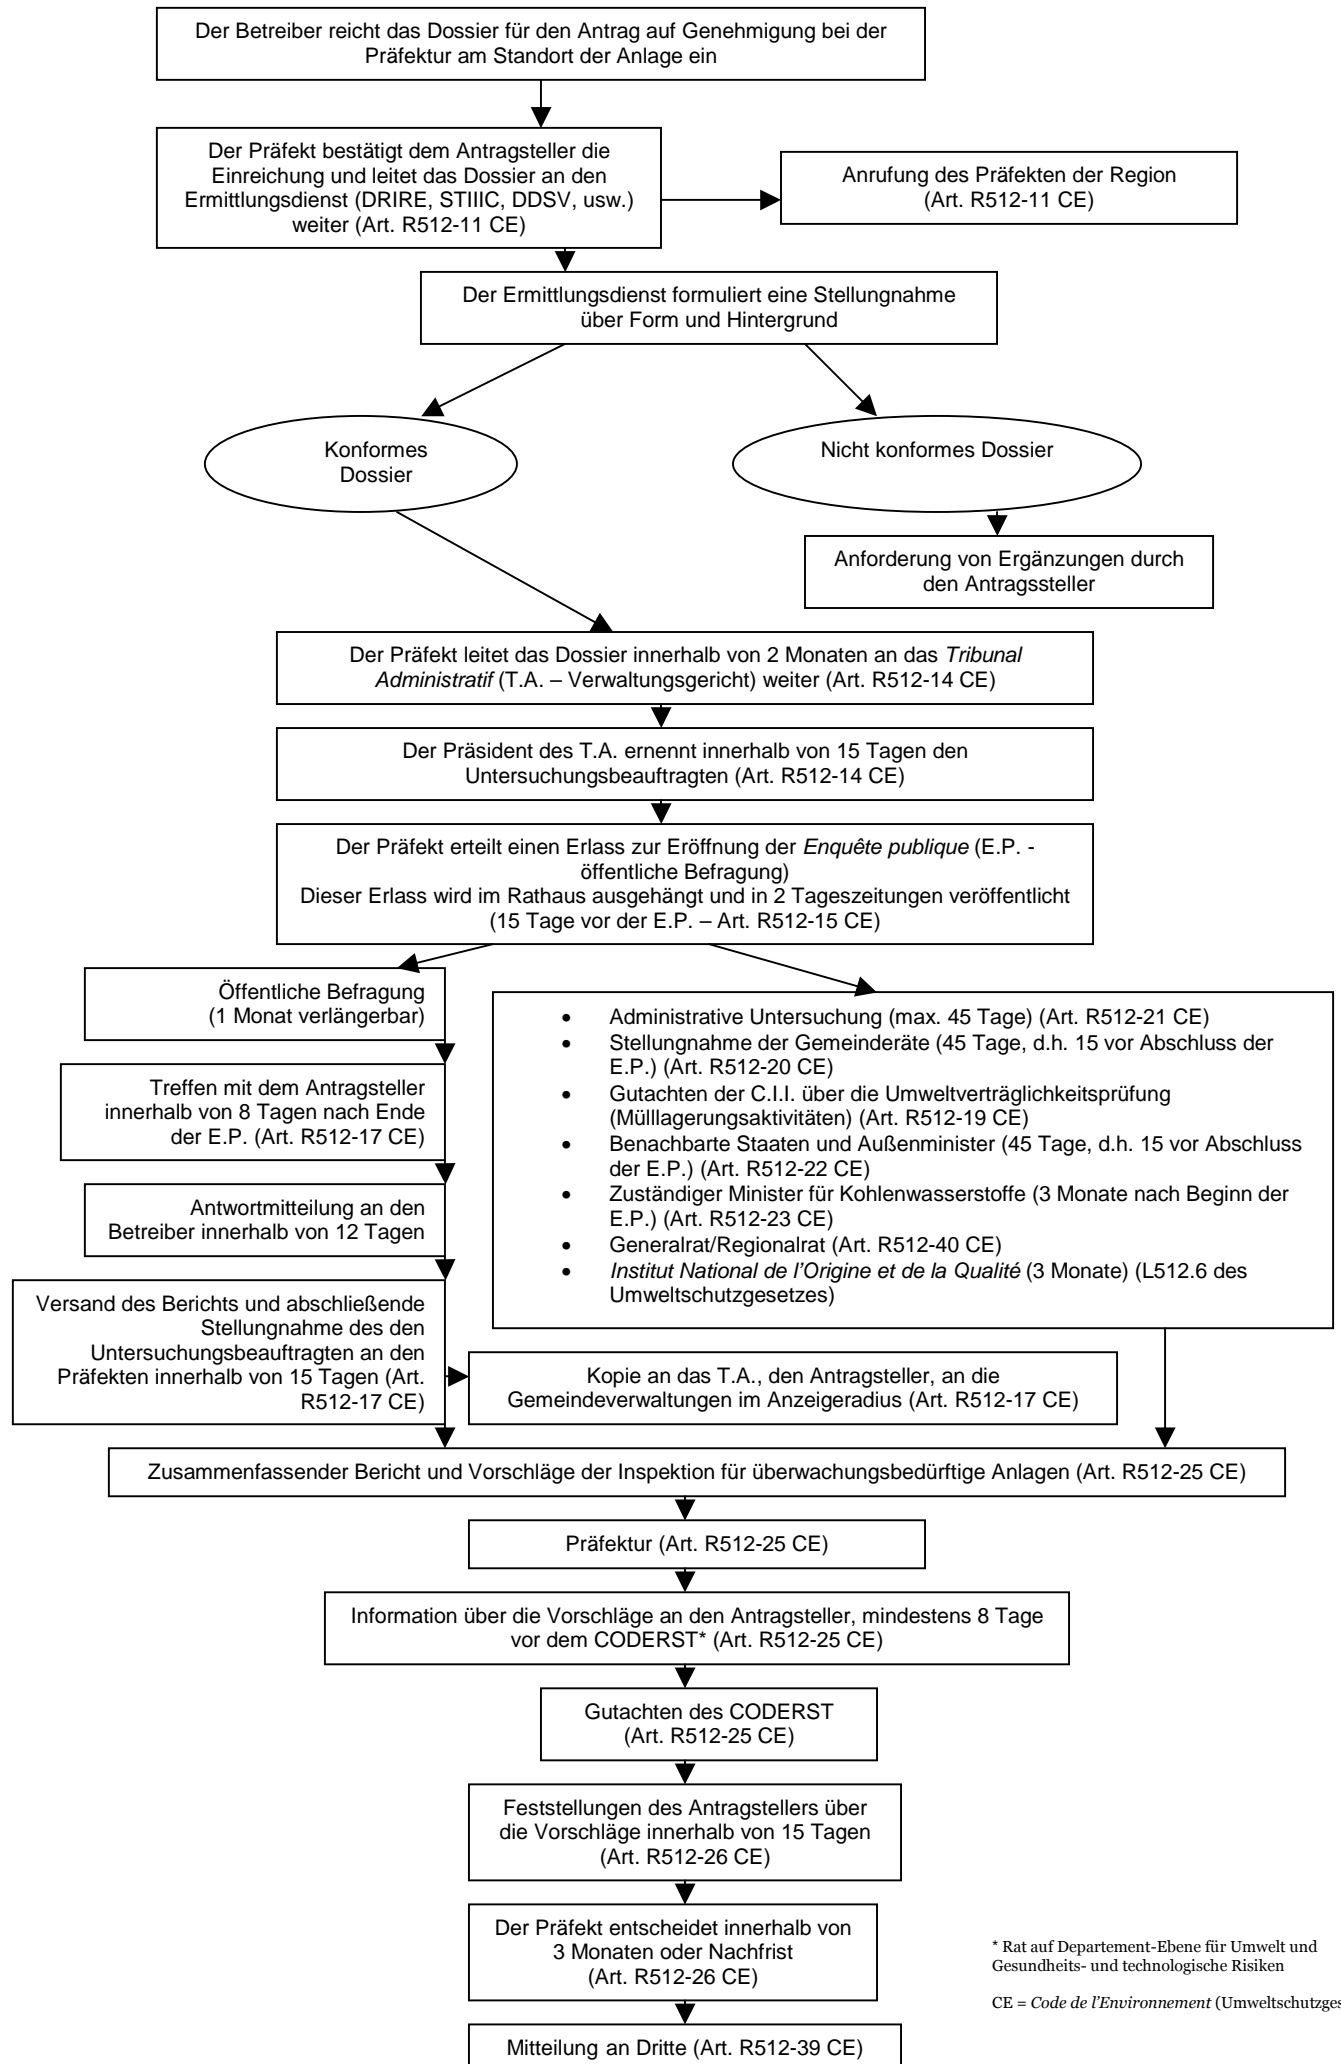 Der Betreiber reicht das Dossier für den Antrag auf Genehmigung bei der
Präfektur am Standort der Anlage ein
Der Präfekt bestätigt dem Antragsteller die
Einreichung und leitet das Dossier an den
Ermittlungsdienst (DRIRE, STIIIC, DDSV, usw.)
weiter (Art. R512-11 CE)
Anrufung des Präfekten der Region
(Art. R512-11 CE)
Der Ermittlungsdienst formuliert eine Stellungnahme
über Form und Hintergrund
Konformes
Dossier
Nicht konformes Dossier
Anforderung von Ergänzungen durch
den Antragssteller
Der Präfekt leitet das Dossier innerhalb von 2 Monaten an das Tribunal
Administratif (T.A. – Verwaltungsgericht) weiter (Art. R512-14 CE)
Der Präsident des T.A. ernennt innerhalb von 15 Tagen den
Untersuchungsbeauftragten (Art. R512-14 CE)
Der Präfekt erteilt einen Erlass zur Eröffnung der Enquête publique (E.P. -
öffentliche Befragung)
Dieser Erlass wird im Rathaus ausgehängt und in 2 Tageszeitungen veröffentlicht
(15 Tage vor der E.P. – Art. R512-15 CE)
Öffentliche Befragung
(1 Monat verlängerbar)
Treffen mit dem Antragsteller
innerhalb von 8 Tagen nach Ende
der E.P. (Art. R512-17 CE)
Antwortmitteilung an den
Betreiber innerhalb von 12 Tagen
Versand des Berichts und abschließende
Stellungnahme des den
Untersuchungsbeauftragten an den
Präfekten innerhalb von 15 Tagen (Art.
R512-17 CE)
• Administrative Untersuchung (max. 45 Tage) (Art. R512-21 CE)
• Stellungnahme der Gemeinderäte (45 Tage, d.h. 15 vor Abschluss der
E.P.) (Art. R512-20 CE)
• Gutachten der C.I.I. über die Umweltverträglichkeitsprüfung
(Mülllagerungsaktivitäten) (Art. R512-19 CE)
• Benachbarte Staaten und Außenminister (45 Tage, d.h. 15 vor Abschluss
der E.P.) (Art. R512-22 CE)
• Zuständiger Minister für Kohlenwasserstoffe (3 Monate nach Beginn der
E.P.) (Art. R512-23 CE)
• Generalrat/Regionalrat (Art. R512-40 CE)
• Institut National de l'Origine et de la Qualité (3 Monate) (L512.6 des
Umweltschutzgesetzes)
Kopie an das T.A., den Antragsteller, an die
Gemeindeverwaltungen im Anzeigeradius (Art. R512-17 CE)
Zusammenfassender Bericht und Vorschläge der Inspektion für überwachungsbedürftige Anlagen (Art. R512-25 CE)
Präfektur (Art. R512-25 CE)
Information über die Vorschläge an den Antragsteller, mindestens 8 Tage
vor dem CODERST* (Art. R512-25 CE)
Gutachten des CODERST
(Art. R512-25 CE)
Feststellungen des Antragstellers über
die Vorschläge innerhalb von 15 Tagen
(Art. R512-26 CE)
Der Präfekt entscheidet innerhalb von
3 Monaten oder Nachfrist
(Art. R512-26 CE)
Mitteilung an Dritte (Art. R512-39 CE)
* Rat auf Departement-Ebene für Umwelt und
Gesundheits- und technologische Risiken
CE = Code de l'Environnement (Umweltschutzges